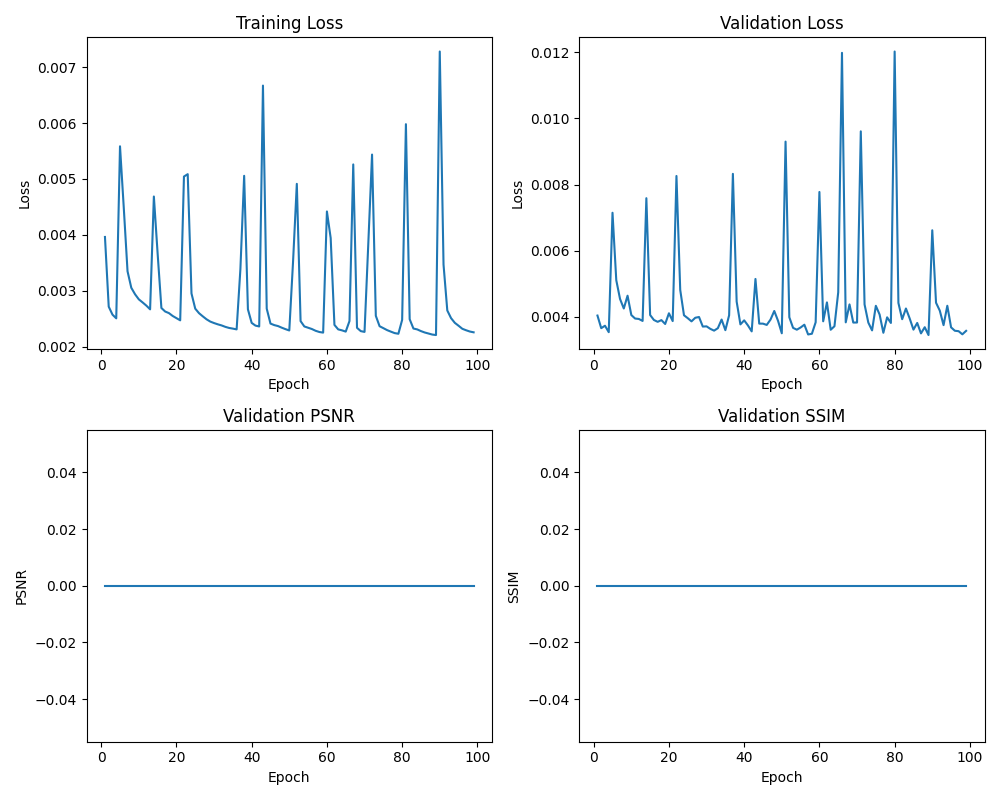 Training Loss
Loss
0.007
0.006
0.005
0.004
0.003
0.002
0 20 40 60 80 100
Epoch
Validation Loss
Loss
0.012
0.010
0.008
0.006
0.004
0 20 40 60 80 100
Epoch
Validation PSNR
PSNR
0.04
0.02
0.00
−0.02
−0.04
0 20 40 60 80 100
Epoch
Validation SSIM
SSIM
0.04
0.02
0.00
−0.02
−0.04
0 20 40 60 80 100
Epoch